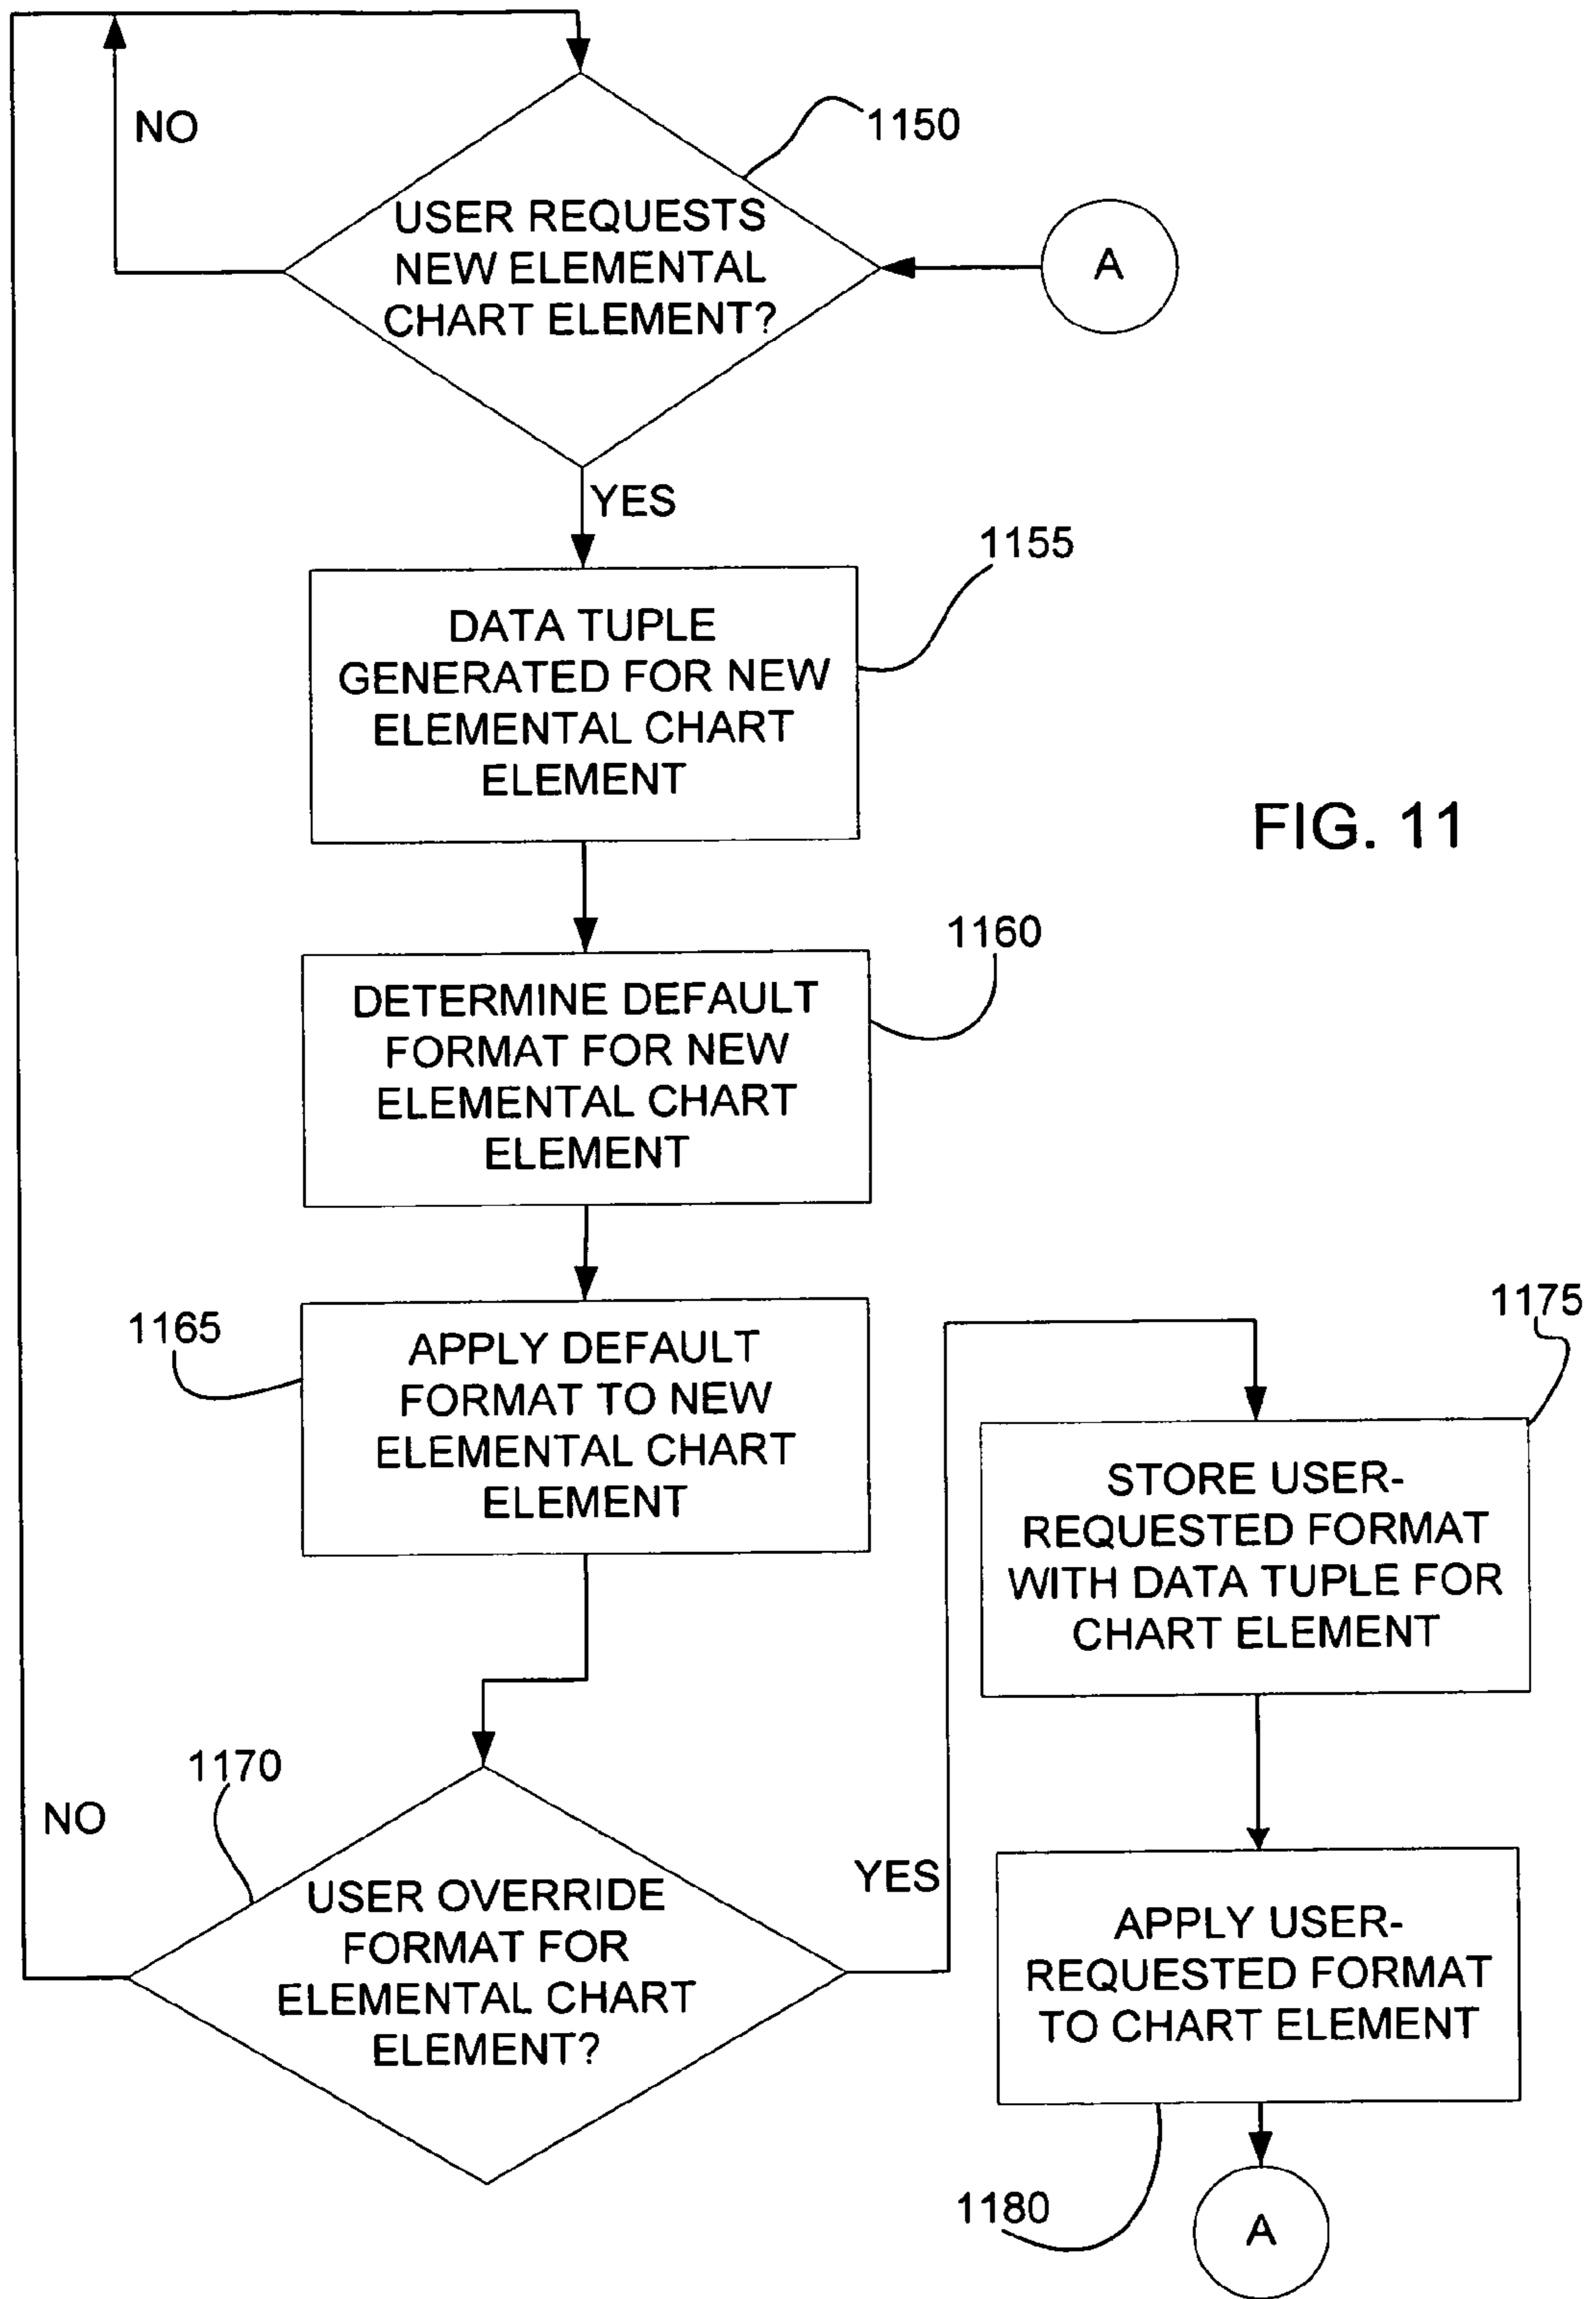 NO
1150
USER REQUESTS
NEW ELEMENTAL
CHART ELEMENT?
A
YES
1155
DATA TUPLE
GENERATED FOR NEW
ELEMENTAL CHART
ELEMENT
FIG. 11
1160
DETERMINE DEFAULT
FORMAT FOR NEW
ELEMENTAL CHART
ELEMENT
1165
APPLY DEFAULT
FORMAT TO NEW
ELEMENTAL CHART
ELEMENT
1175
STORE USER-
REQUESTED FORMAT
WITH DATA TUPLE FOR
CHART ELEMENT
1170
NO
YES
USER OVERRIDE
FORMAT FOR
ELEMENTAL CHART
ELEMENT?
APPLY USER-
REQUESTED FORMAT
TO CHART ELEMENT
1180
A